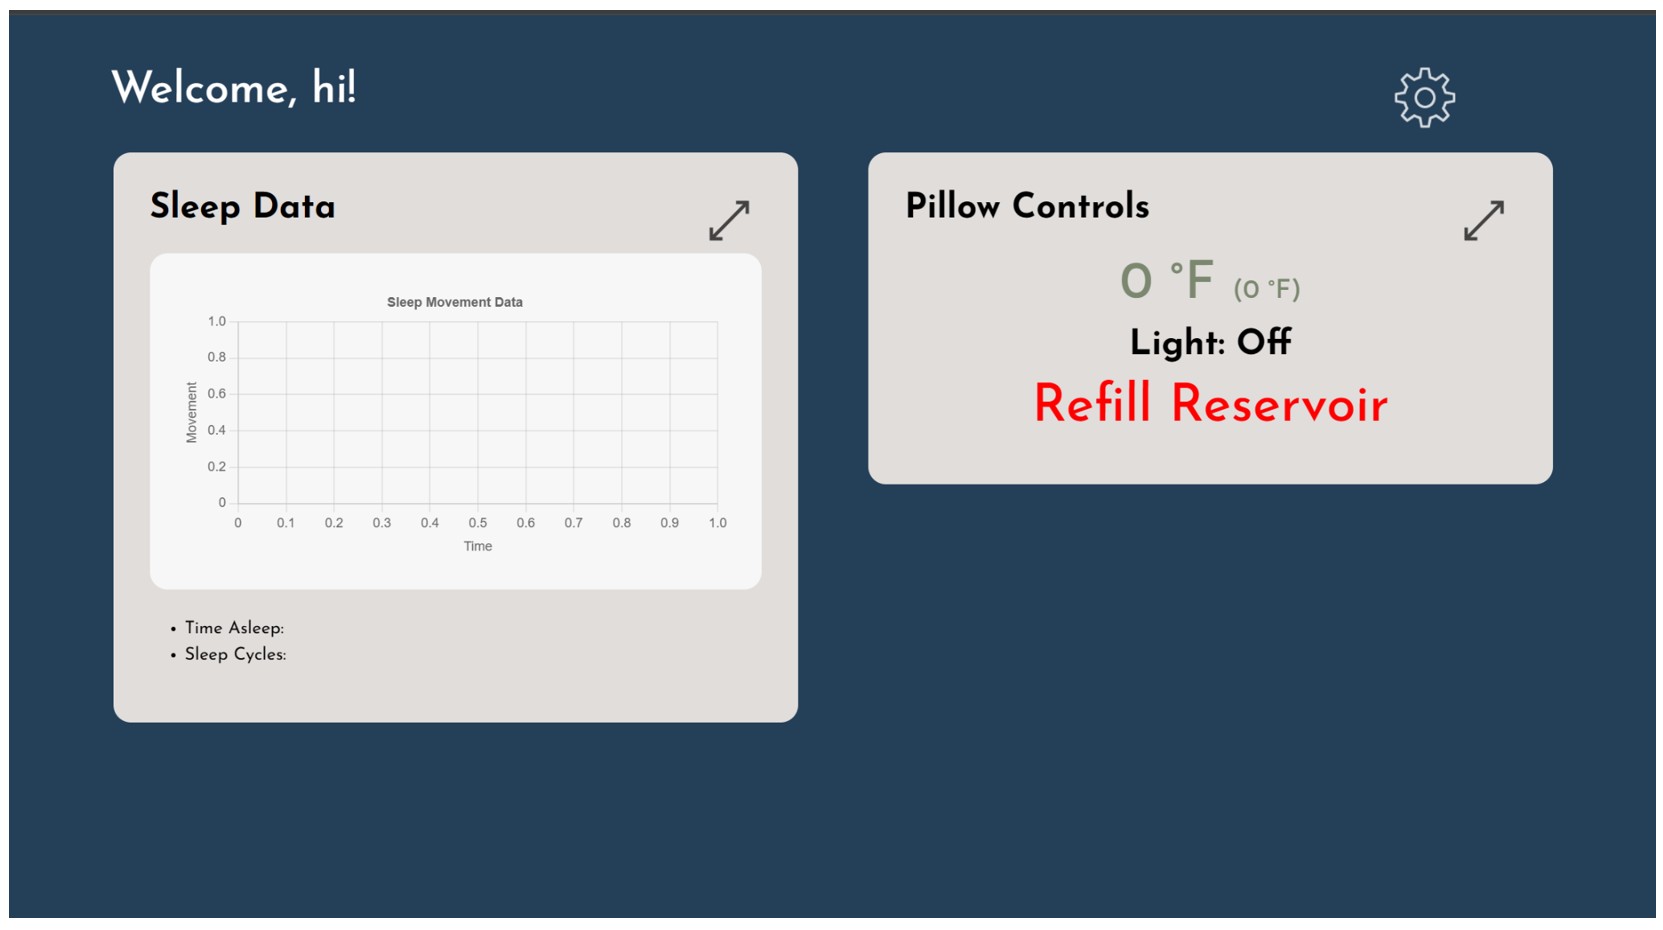 Welcome, hi!
Sleep Data
Sleep Movement Data
1.0
0.8
0.6
0.4
0.2
0
Movement
0 0.1 0.2 0.3 0.4 0.5 0.6 0.7 0.8 0.9 1.0
Time
• Time Asleep:
• Sleep Cycles:
Pillow Controls
0 °F (0 °F)
Light: Off
Refill Reservoir